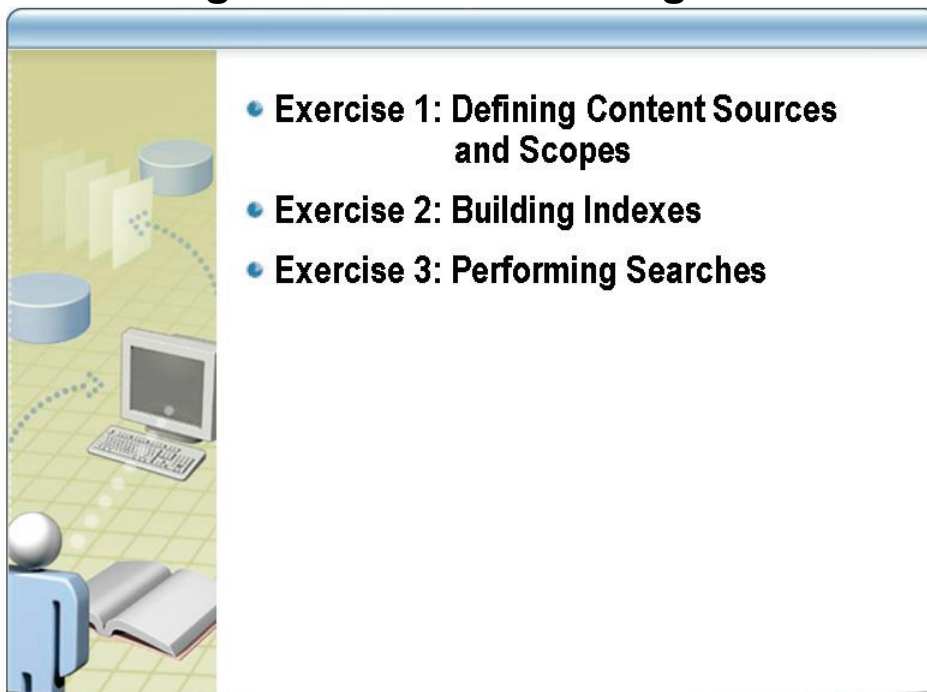 Exercise 1: Defining Content Sources
and Scopes
Exercise 2: Building Indexes
Exercise 3: Performing Searches